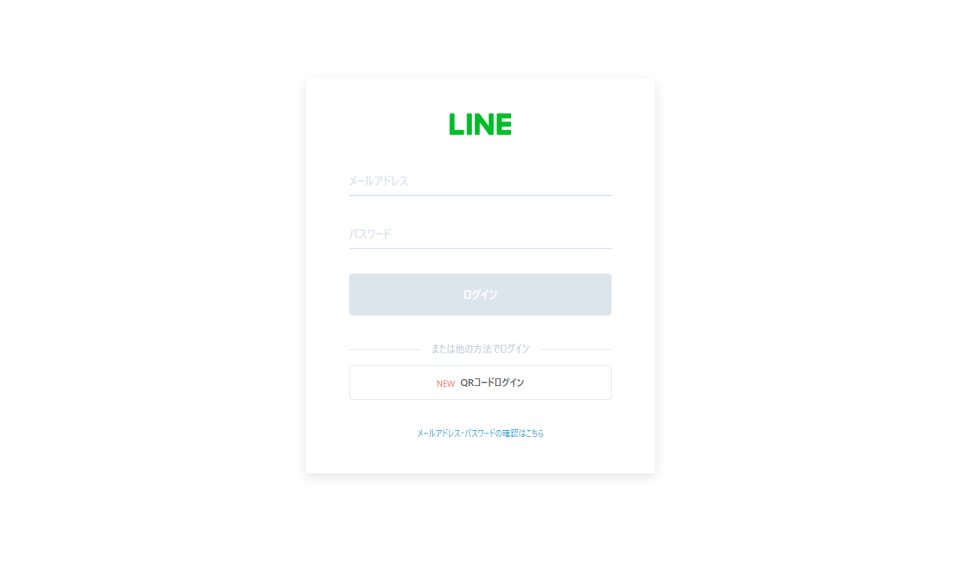 LINE
メールアドレス
パスワード
ログイン
または他の方法でログイン
NEW QRコードログイン
メールアドレス・パスワードの確認はこちら